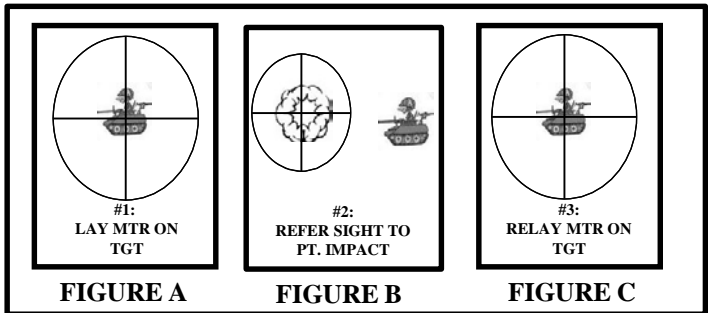 #1:
LAY MTR ON
TGT
FIGURE A
#2:
REFER SIGHT TO
PT. IMPACT
FIGURE B
#3:
RELAY MTR ON
TGT
FIGURE C